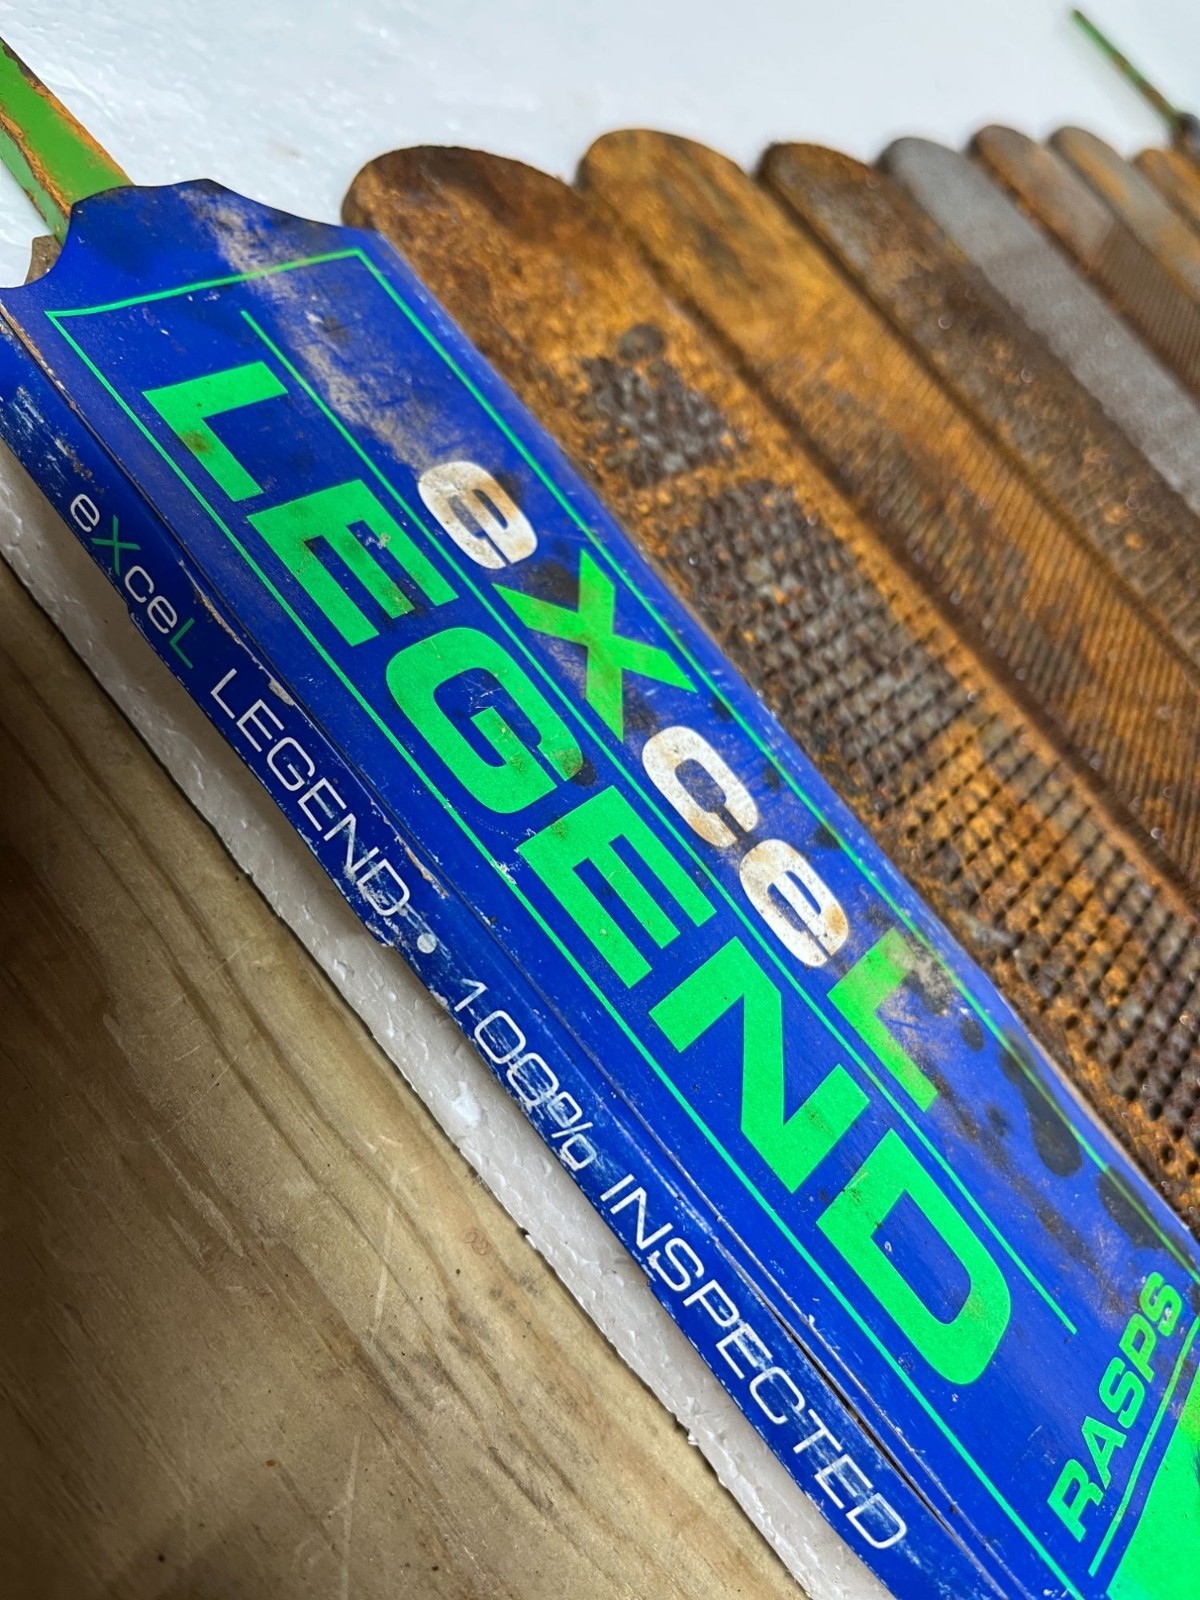 eXceL
LEGEND
RASPS
eXceL LEGEND • 100% INSPECTED